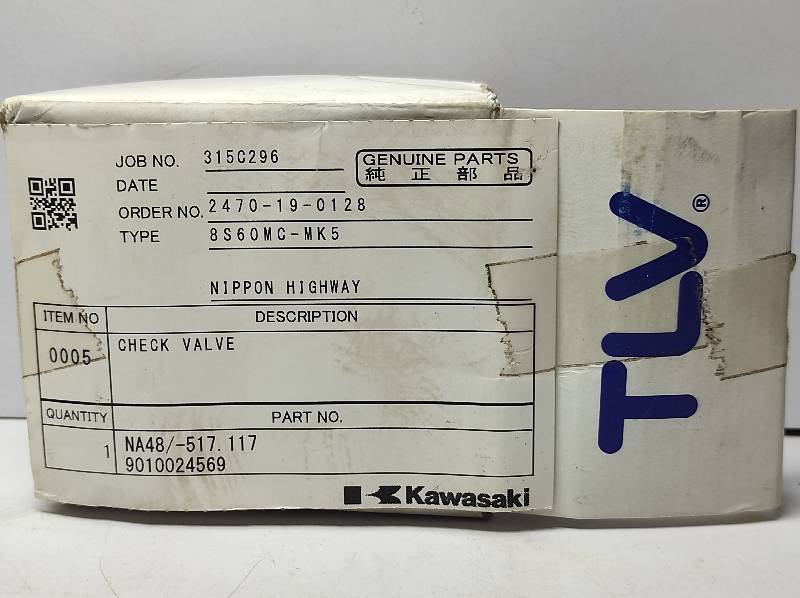 JOB NO. 315C296
GENUINE PARTS
純正部品
DATE
ORDER NO. 2470-19-0128
TYPE 8S60MC-MK5
NIPPON HIGHWAY
ITEM NO DESCRIPTION
0005 CHECK VALVE
QUANTITY PART NO.
1 NA48/-517.117
9010024569
Kawasaki
TLV®